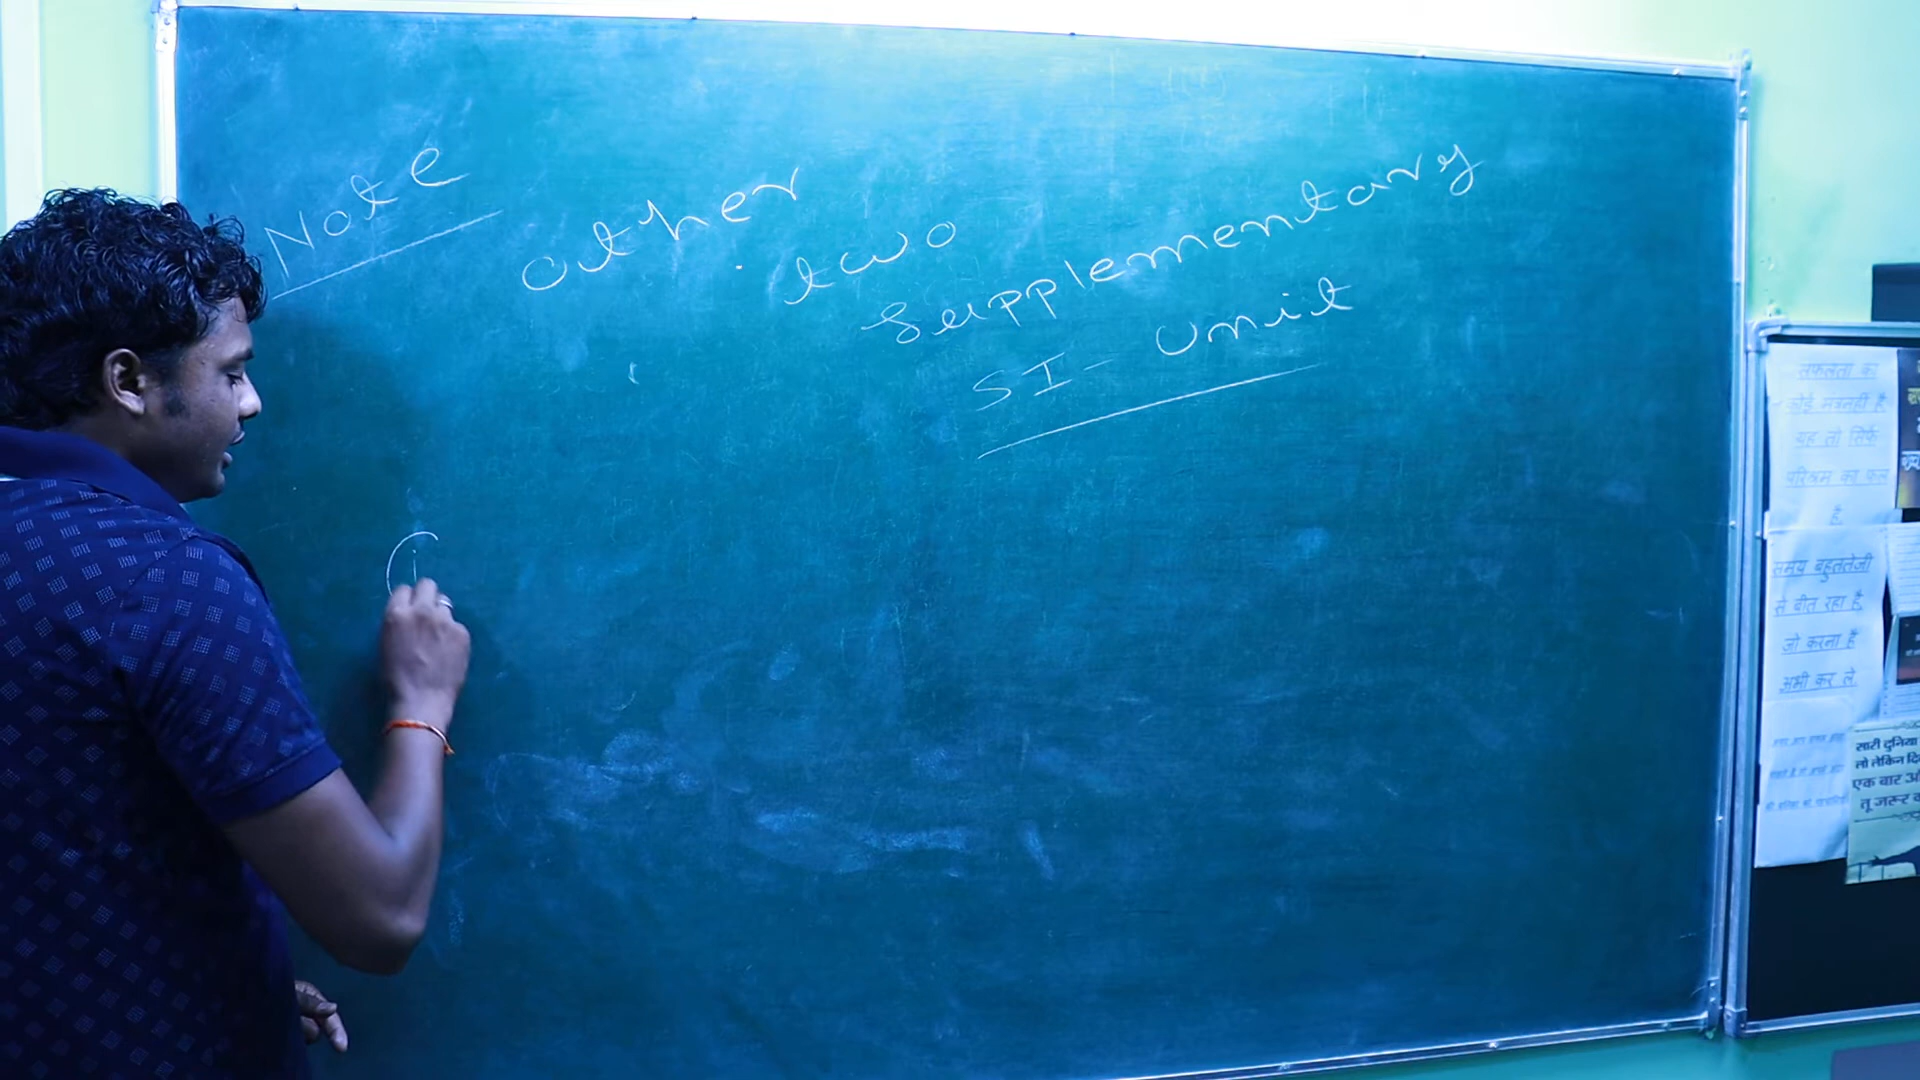 Note
other
two
Supplementary
SI - Unit
(i
सफलता का
कोई मंत्र नहीं है
यह तो सिर्फ
परिश्रम का फल
है.
समय बहुत तेजी
से बीत रहा है,
जो करना है
अभी कर ले.
सारी दुनिया
लो लेकिन
एक बार
तू जरूर